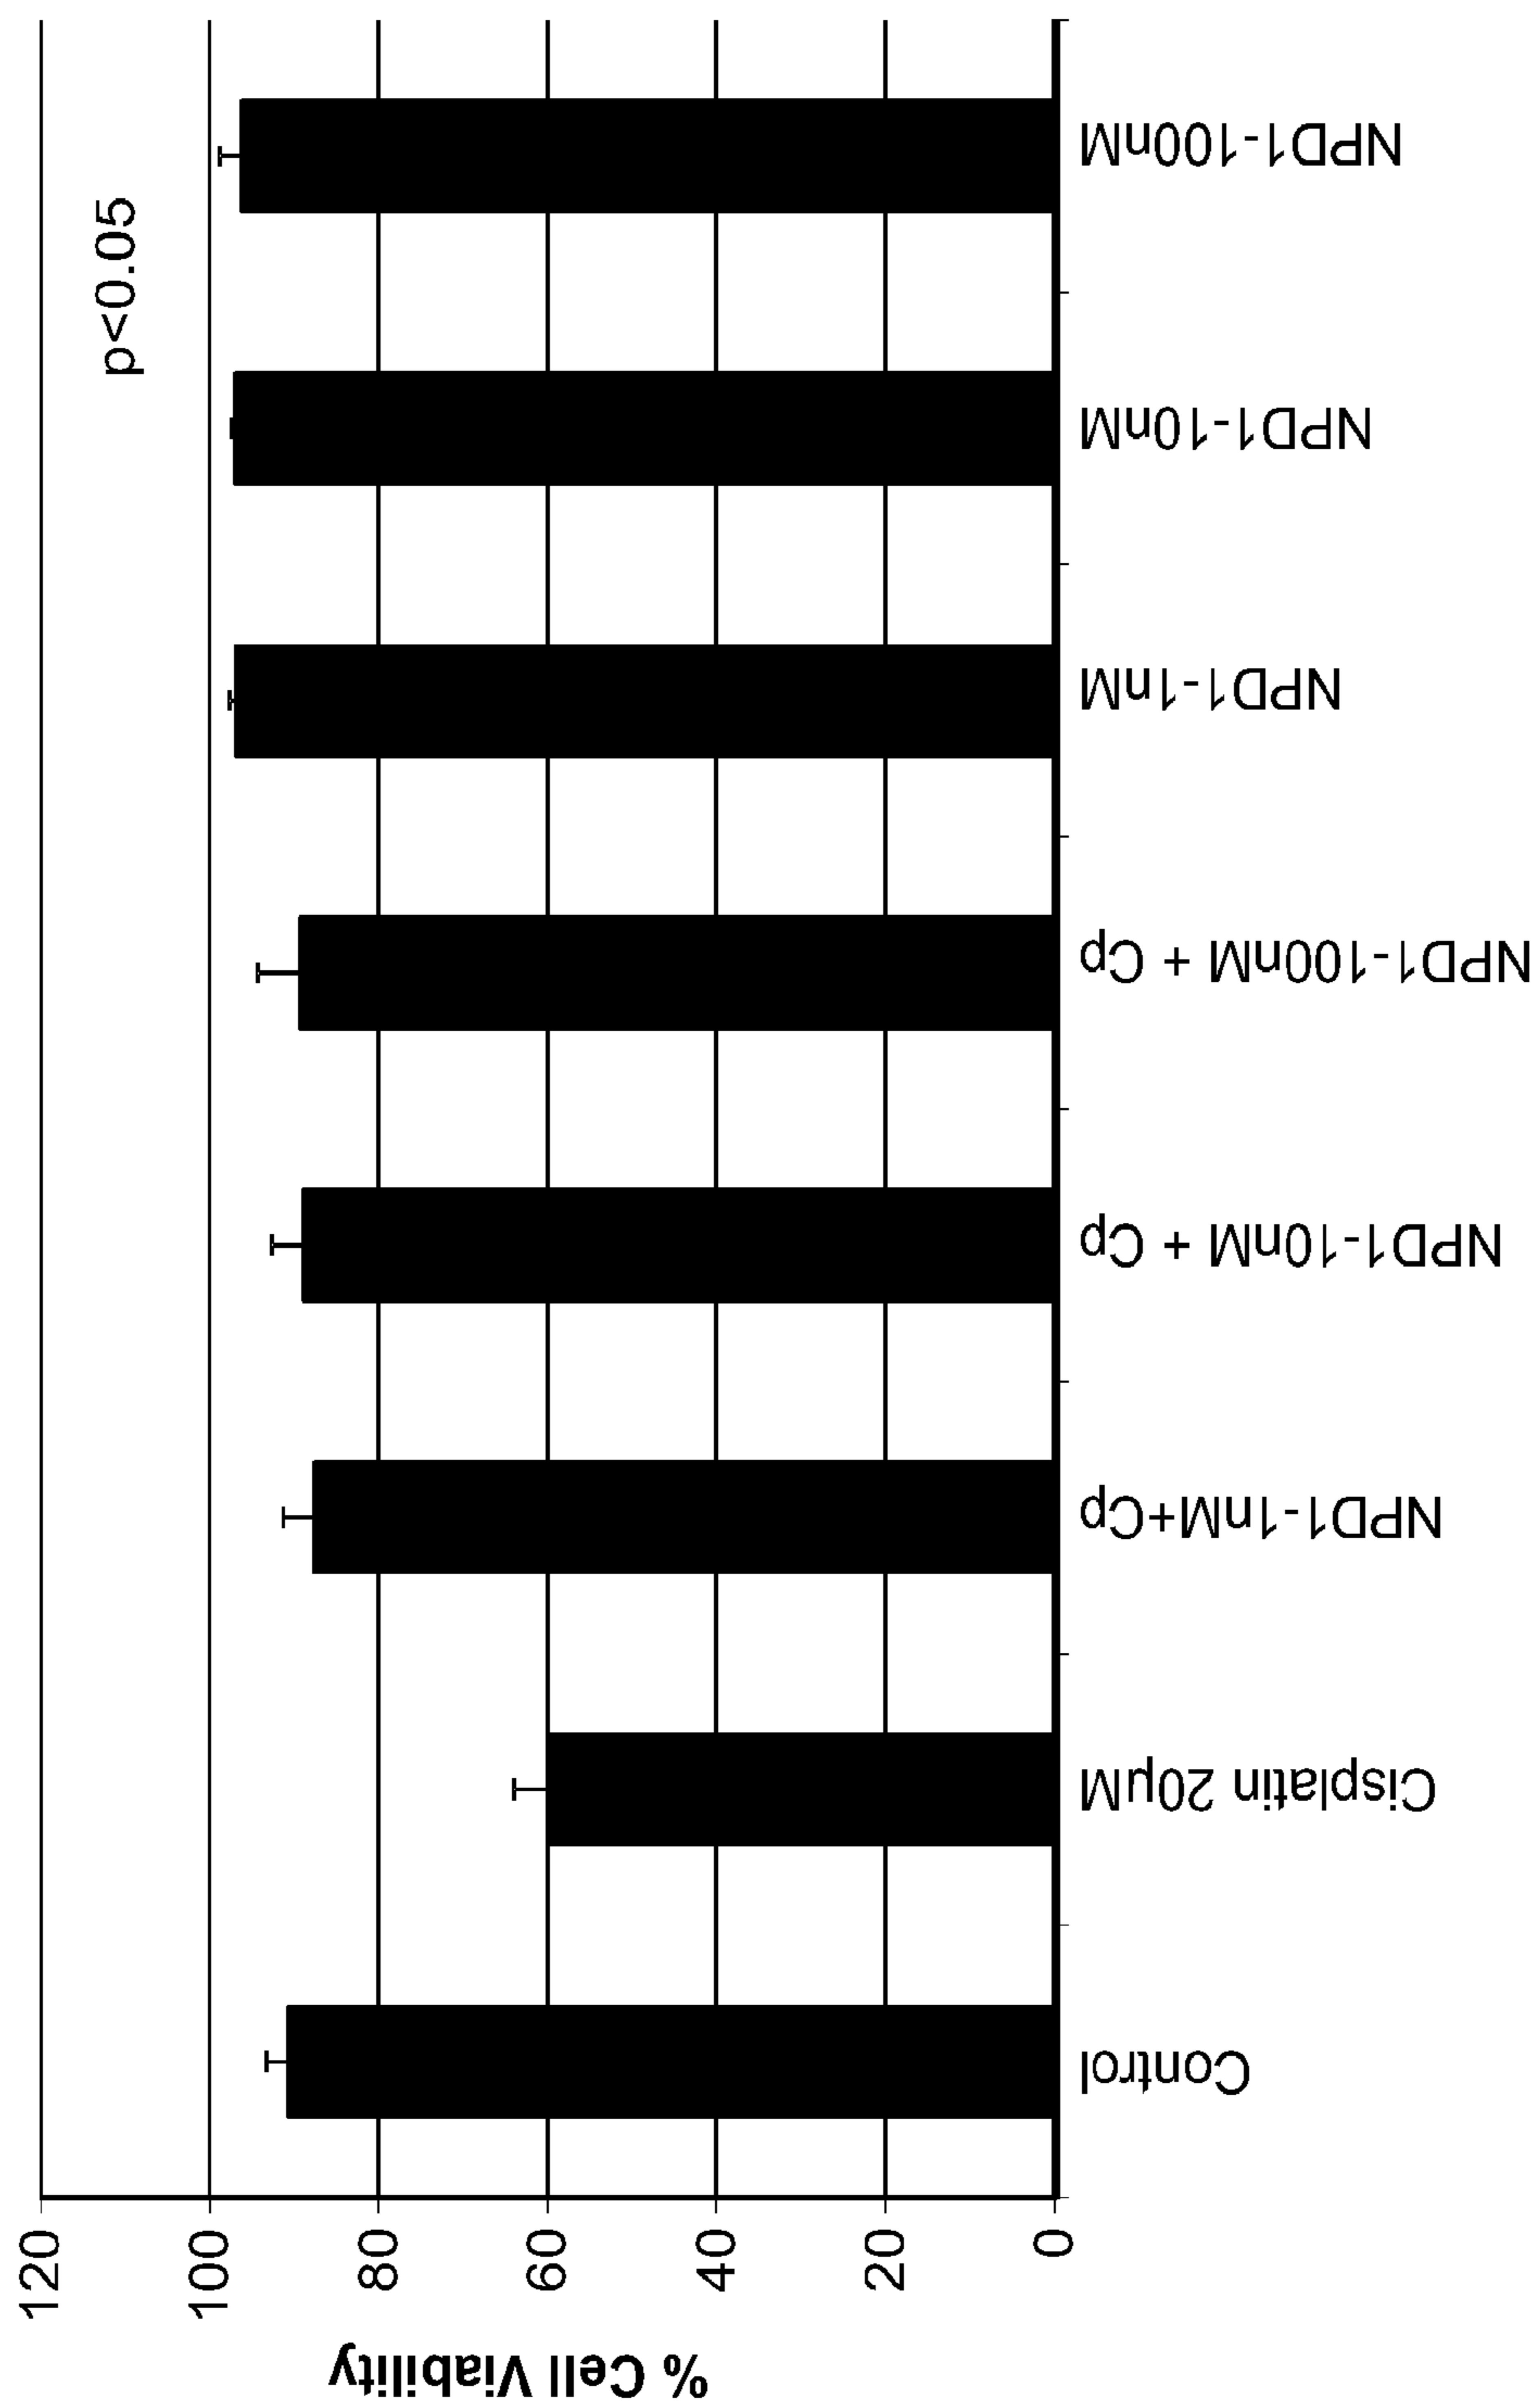 % Cell Viability
120
100
80
60
40
20
0
p<0.05
Control
Cisplatin 20µM
NPD1-1nM+Cp
NPD1-10nM + Cp
NPD1-100nM + Cp
NPD1-1nM
NPD1-10nM
NPD1-100nM